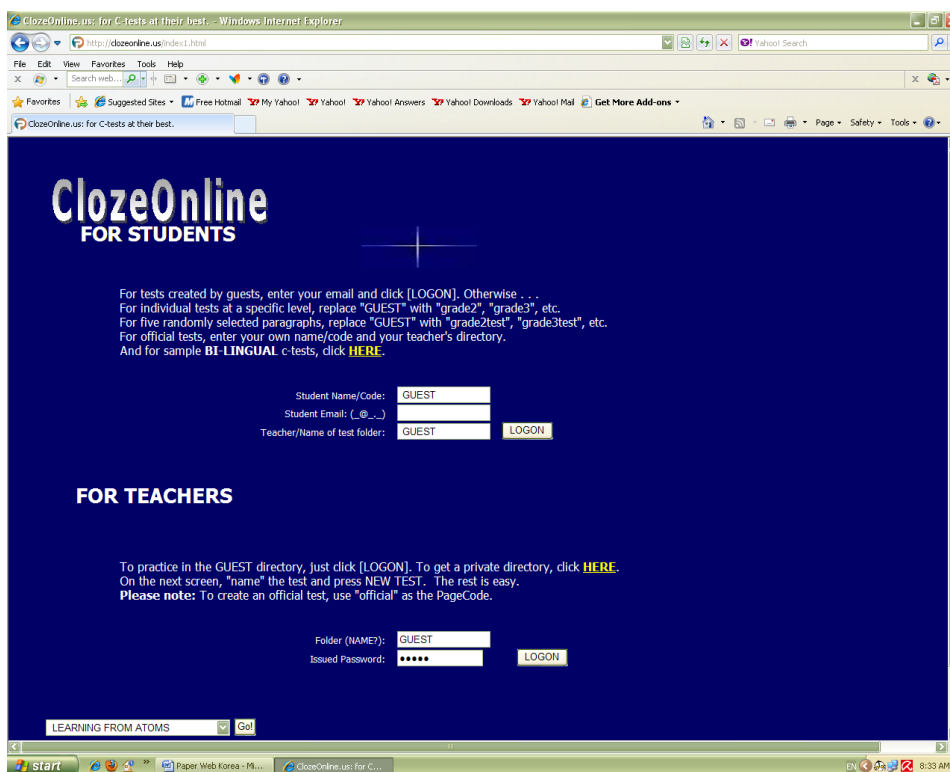 ClozeOnline.us: for C-tests at their best. - Windows Internet Explorer
http://clozeonline.us/index1.html
Yahoo! Search
File Edit View Favorites Tools Help
X Search web...
Favorites Suggested Sites Free Hotmail My Yahoo! Yahoo! Yahoo! Answers Yahoo! Downloads Yahoo! Mail Get More Add-ons
ClozeOnline.us: for C-tests at their best.
Page Safety Tools
ClozeOnline
FOR STUDENTS
For tests created by guests, enter your email and click [LOGON]. Otherwise . . .
For individual tests at a specific level, replace "GUEST" with "grade2", "grade3", etc.
For five randomly selected paragraphs, replace "GUEST" with "grade2test", "grade3test", etc.
For official tests, enter your own name/code and your teacher's directory.
And for sample BI-LINGUAL c-tests, click HERE.
Student Name/Code: GUEST
Student Email: (_@_._)
Teacher/Name of test folder: GUEST LOGON
FOR TEACHERS
To practice in the GUEST directory, just click [LOGON]. To get a private directory, click HERE.
On the next screen, "name" the test and press NEW TEST. The rest is easy.
Please note: To create an official test, use "official" as the PageCode.
Folder (NAME?): GUEST
Issued Password: ••••• LOGON
LEARNING FROM ATOMS Go!
start » Paper Web Korea - Mi... ClozeOnline.us: for C... EN 8:33 AM